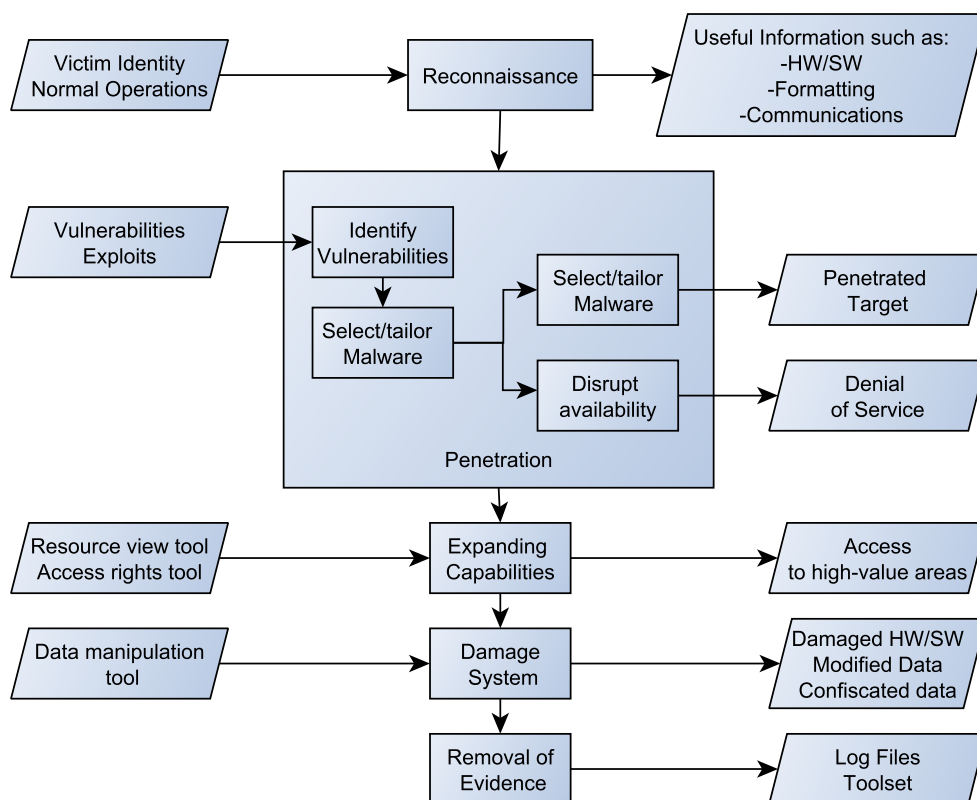 Victim Identity
Normal Operations
Reconnaissance
Useful Information such as:
-HW/SW
-Formatting
-Communications
Vulnerabilities
Exploits
Identify
Vulnerabilities
Select/tailor
Malware
Select/tailor
Malware
Penetrated
Target
Disrupt
availability
Denial
of Service
Penetration
Resource view tool
Access rights tool
Expanding
Capabilities
Access
to high-value areas
Data manipulation
tool
Damage
System
Damaged HW/SW
Modified Data
Confiscated data
Removal of
Evidence
Log Files
Toolset